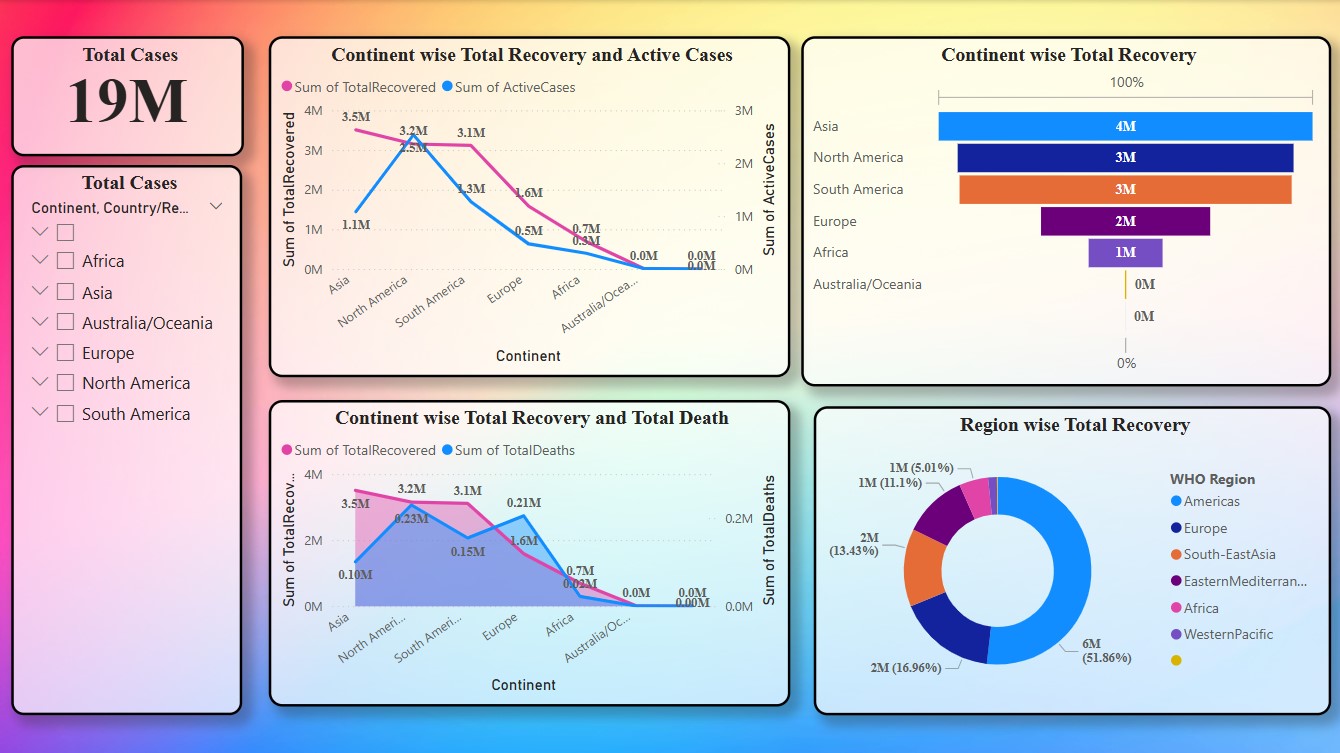 Total Cases
19M
Total Cases
Continent, Country/Re...
Africa
Asia
Australia/Oceania
Europe
North America
South America
Continent wise Total Recovery and Active Cases
Sum of TotalRecovered
Sum of ActiveCases
Sum of TotalRecovered
4M
3M
2M
1M
0M
3.5M
3.2M
3.1M
1.6M
0.7M
0.0M
0.0M
1.1M
2.5M
1.3M
0.5M
0.3M
0.0M
3M
2M
1M
0M
Sum of ActiveCases
Asia
North America
South America
Europe
Africa
Australia/Ocea...
Continent
Continent wise Total Recovery
100%
Asia 4M
North America 3M
South America 3M
Europe 2M
Africa 1M
Australia/Oceania 0M
0M
0%
Continent wise Total Recovery and Total Death
Sum of TotalRecovered
Sum of TotalDeaths
Sum of TotalRecov...
4M
2M
0M
3.5M
3.2M
3.1M
1.6M
0.7M
0.0M
0.0M
0.10M
0.23M
0.15M
0.21M
0.02M
0.00M
0.2M
0.0M
Sum of TotalDeaths
Asia
North Ameri...
South Ameri...
Europe
Africa
Australia/Oc...
Continent
Region wise Total Recovery
1M (5.01%)
1M (11.1%)
2M
(13.43%)
2M (16.96%)
6M
(51.86%)
WHO Region
Americas
Europe
South-EastAsia
EasternMediterran...
Africa
WesternPacific